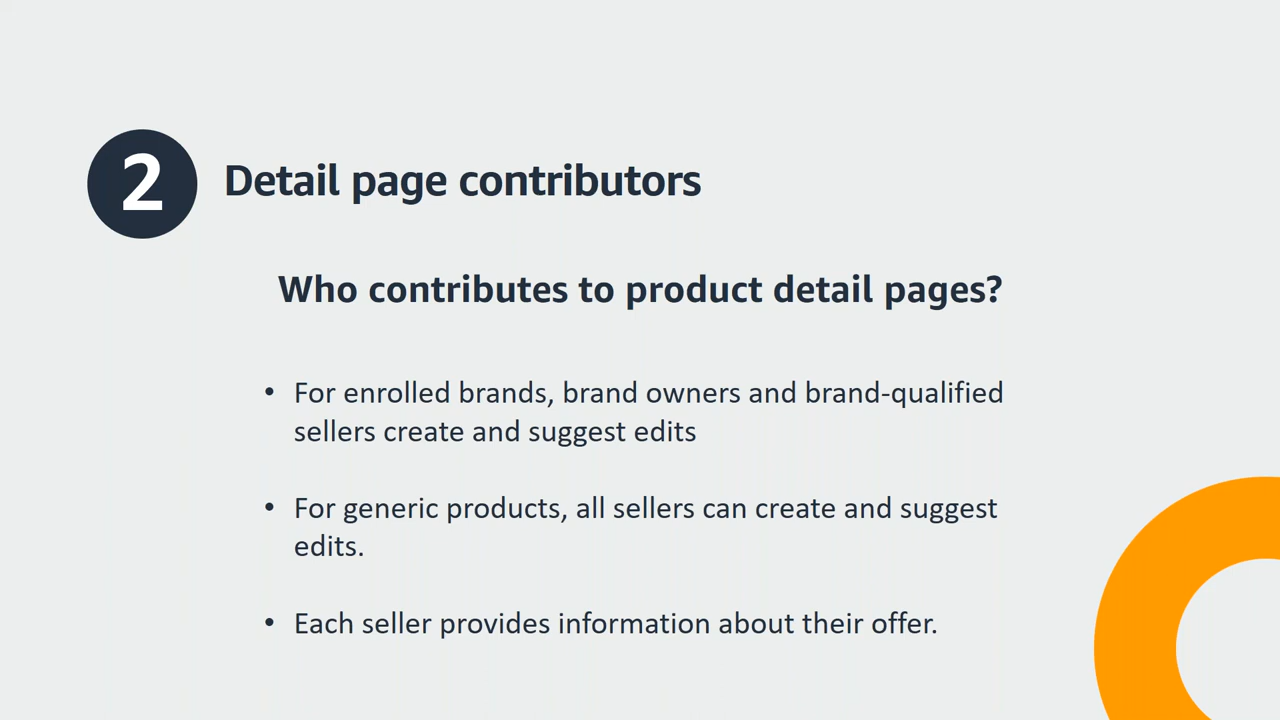 2
Detail page contributors
Who contributes to product detail pages?
• For enrolled brands, brand owners and brand-qualified
sellers create and suggest edits
• For generic products, all sellers can create and suggest
edits.
• Each seller provides information about their offer.